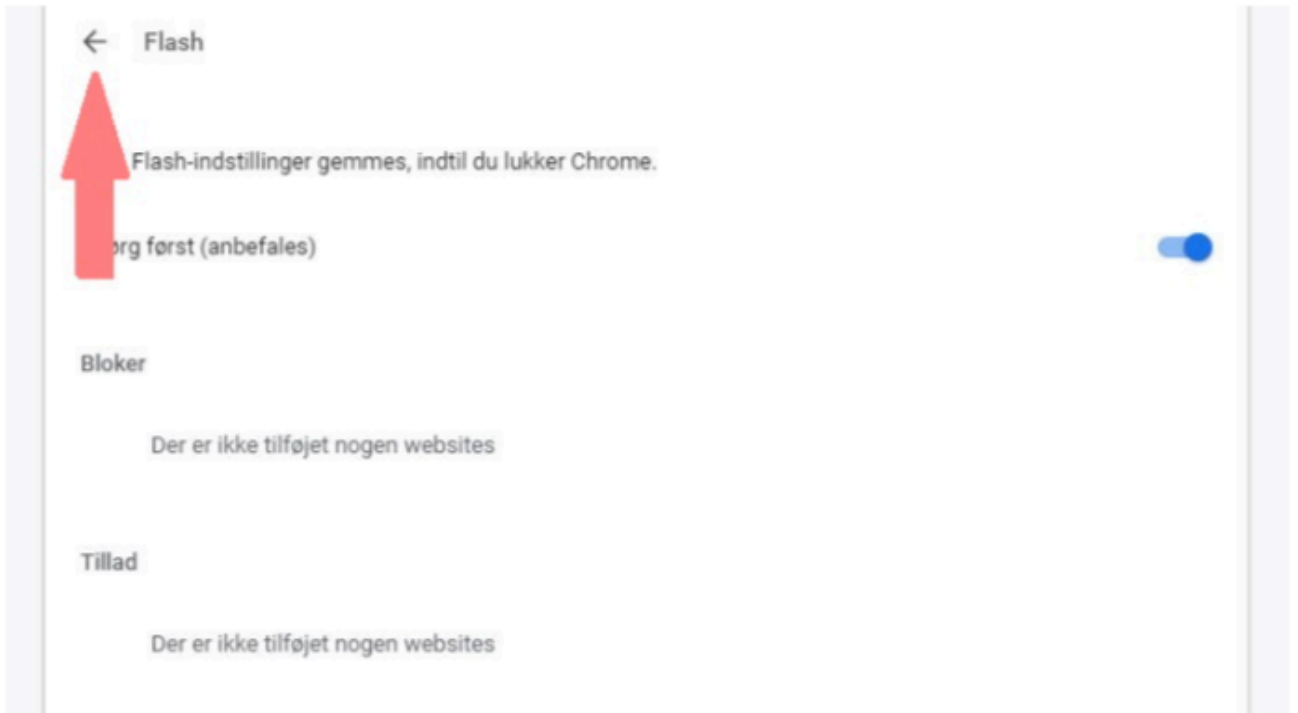 Flash
Flash-indstillinger gemmes, indtil du lukker Chrome.
først (anbefales)
Bloker
Der er ikke tilføjet nogen websites
Tillad
Der er ikke tilføjet nogen websites